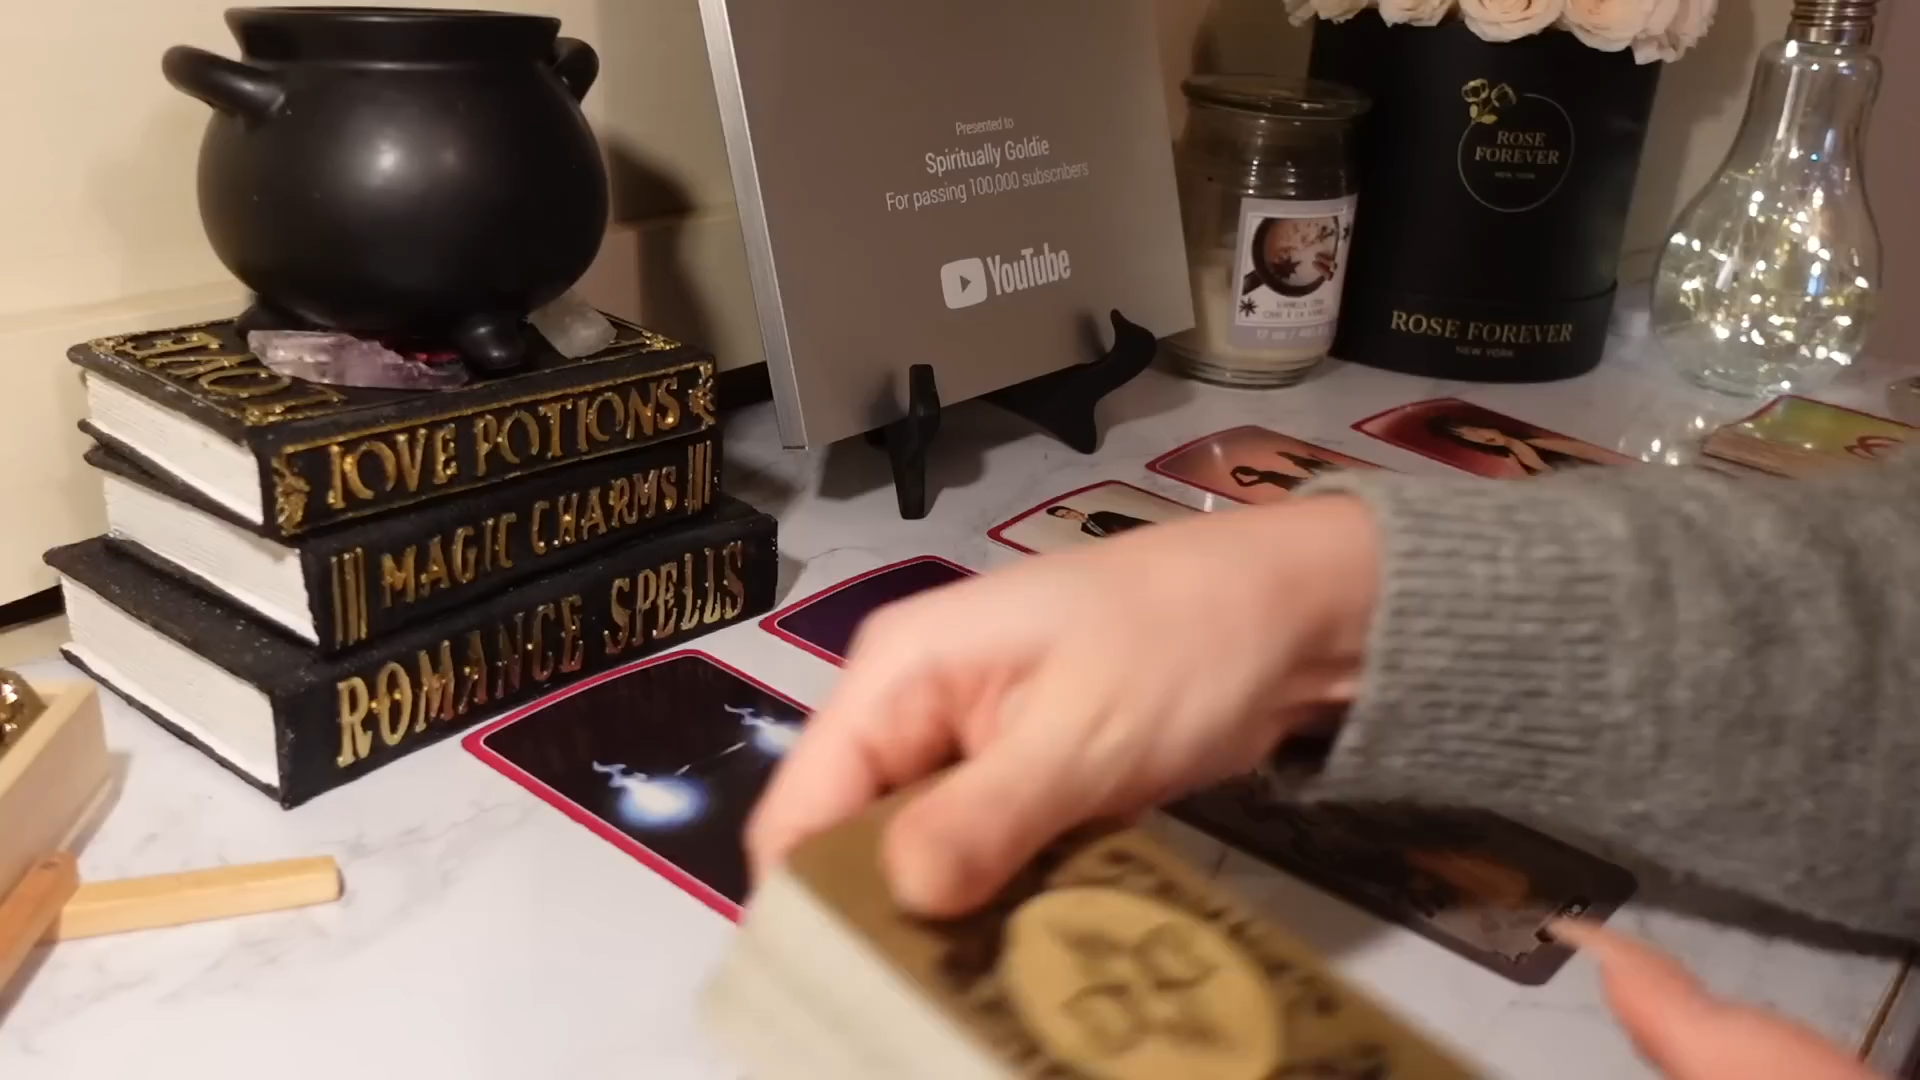 Presented to
Spiritually Goldie
For passing 100,000 subscribers
YouTube
ROSE
FOREVER
NEW YORK
ROSE FOREVER
NEW YORK
LOVE POTIONS
MAGIC CHARMS
ROMANCE SPELLS